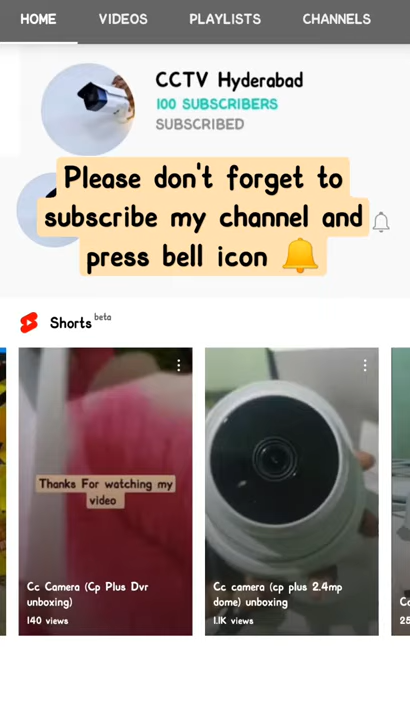 HOME VIDEOS PLAYLISTS CHANNELS
CCTV Hyderabad
100 SUBSCRIBERS
SUBSCRIBED
Please don't forget to
subscribe my channel and
press bell icon 🔔
Shorts beta
Thanks For watching my
video
Cc Camera (Cp Plus Dvr
unboxing)
140 views
Cc camera (cp plus 2.4mp
dome) unboxing
1.1K views